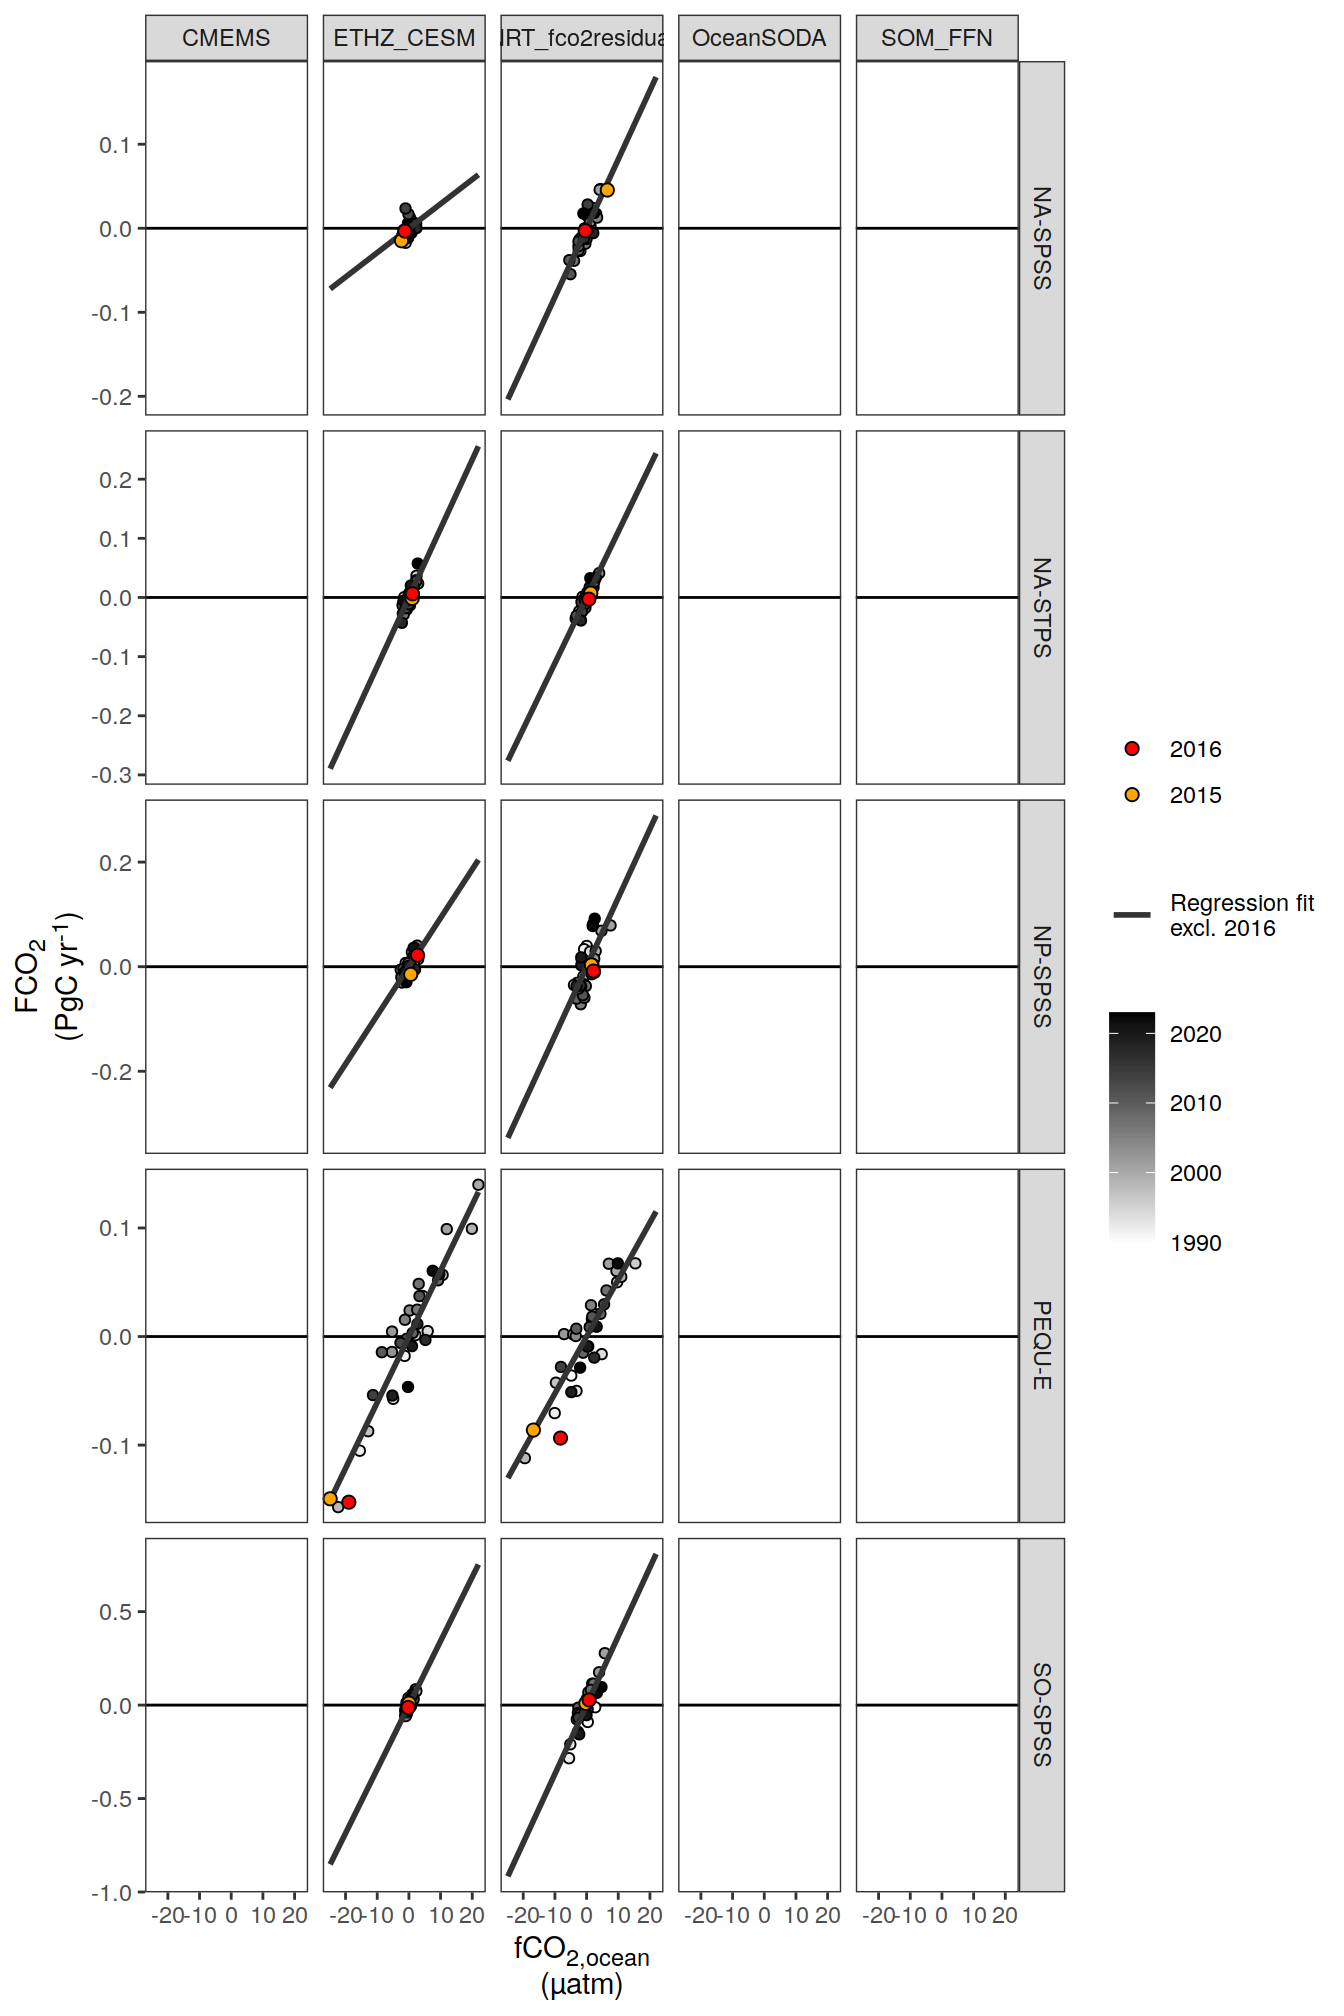 CMEMS
ETHZ_CESM
NRT_fco2residua
OceanSODA
SOM_FFN
0.1
0.0
-0.1
-0.2
NA-SPSS
0.2
0.1
0.0
-0.1
-0.2
-0.3
NA-STPS
0.2
0.0
-0.2
NP-SPSS
0.1
0.0
-0.1
PEQU-E
0.5
0.0
-0.5
-1.0
SO-SPSS
-20 -10 0 10 20
-20 -10 0 10 20
-20 -10 0 10 20
-20 -10 0 10 20
-20 -10 0 10 20
fCO2,ocean
(µatm)
FCO2
(PgC yr-1)
2016
2015
Regression fit
excl. 2016
2020
2010
2000
1990